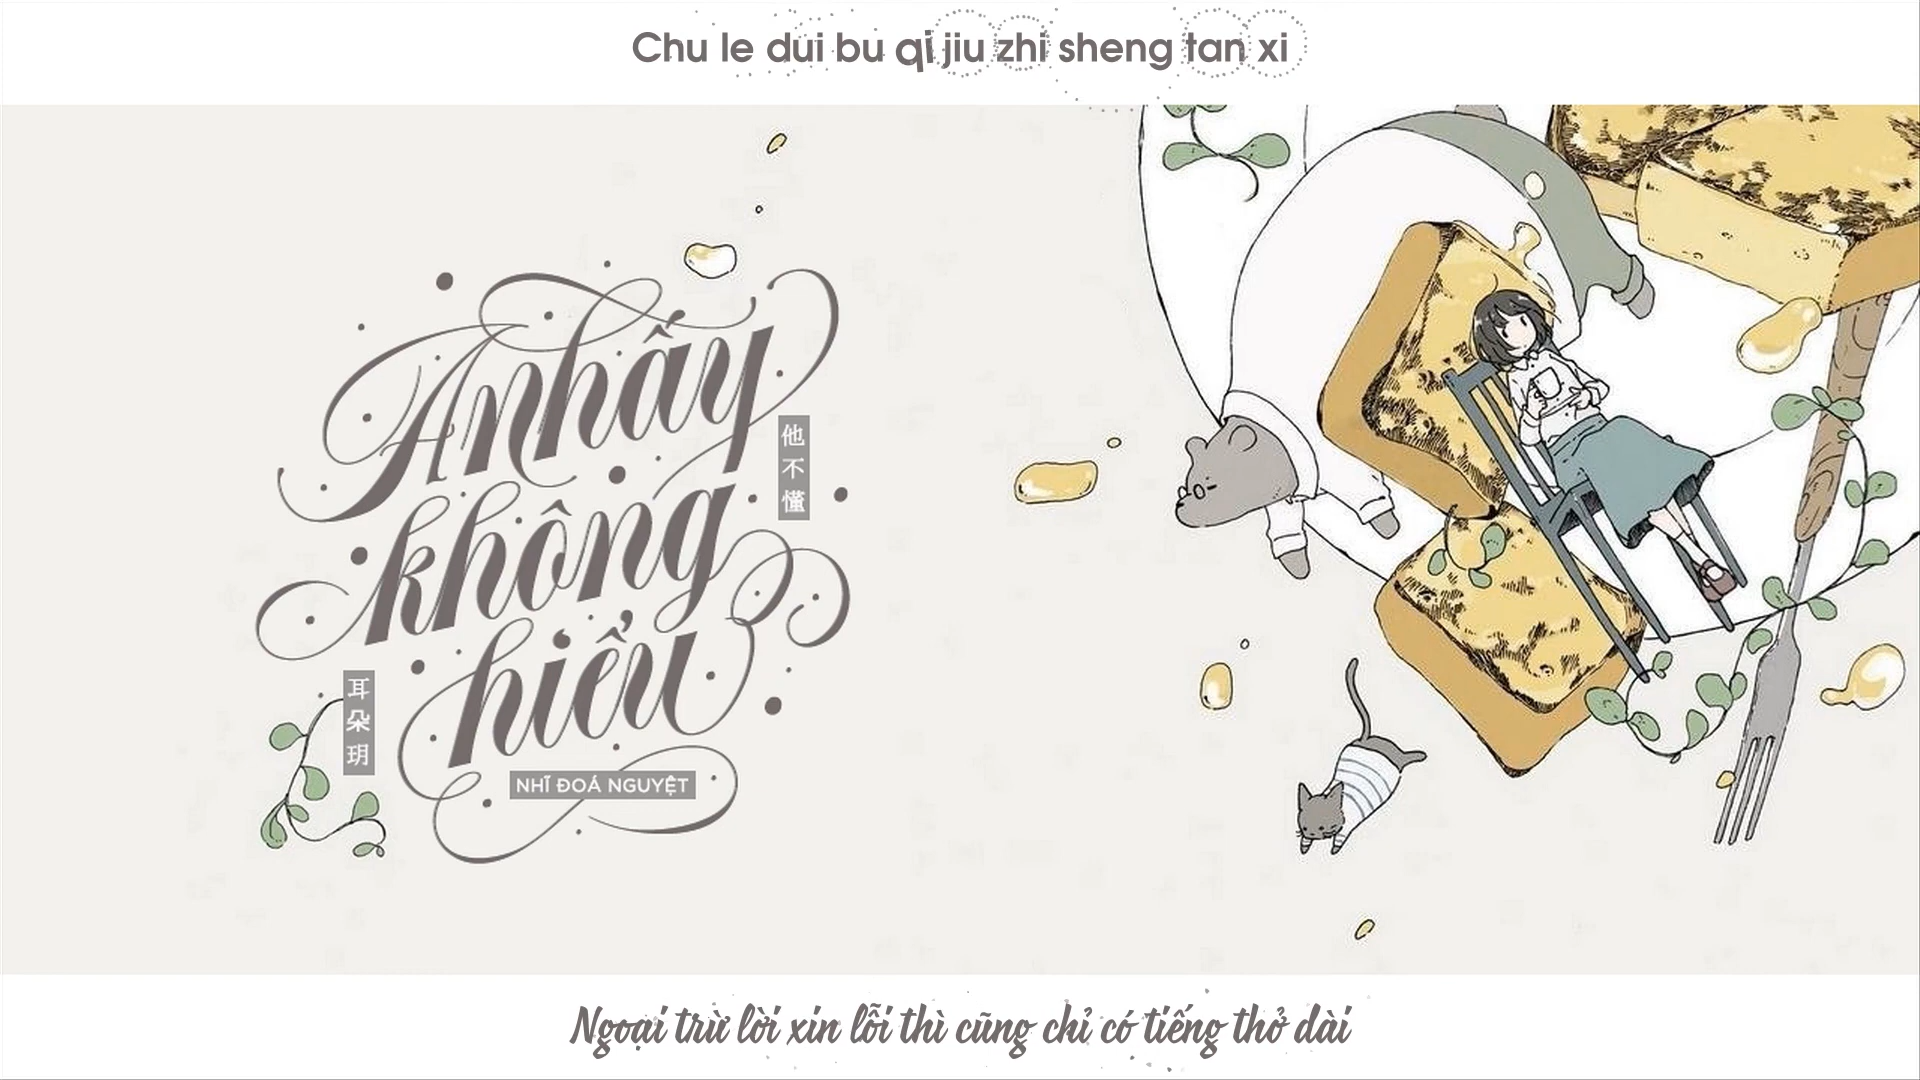 Chu le dui bu qi jiu zhi sheng tan xi
Anh ấy
không
hiểu
他不懂
耳朵玥
NHĨ ĐOÁ NGUYỆT
Ngoại trừ lời xin lỗi thì cũng chỉ có tiếng thở dài